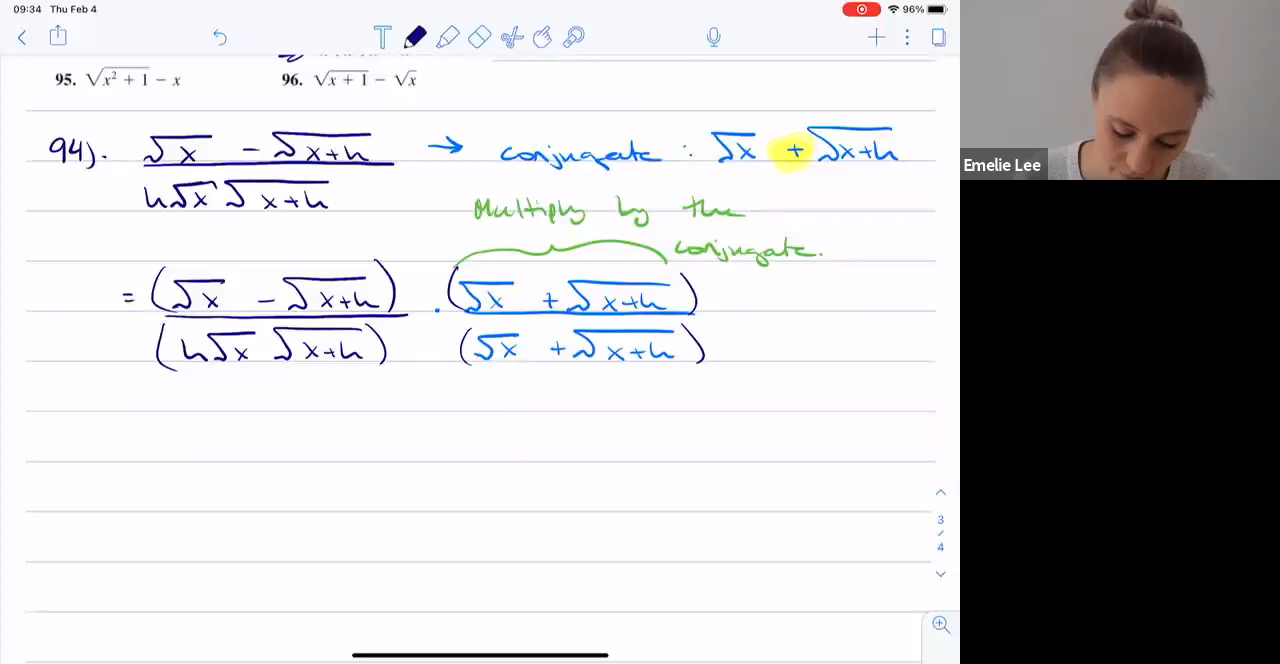 09:34 Thu Feb 4 96%
T
95. √(x² + 1) − x 96. √(x + 1) − √x
94). (√x − √(x+h)) / (h√x √(x+h)) → conjugate : √x + √(x+h)
Multiply by the
conjugate.
= (√x − √(x+h)) / (h√x √(x+h)) · (√x + √(x+h)) / (√x + √(x+h))
3
/
4
Emelie Lee